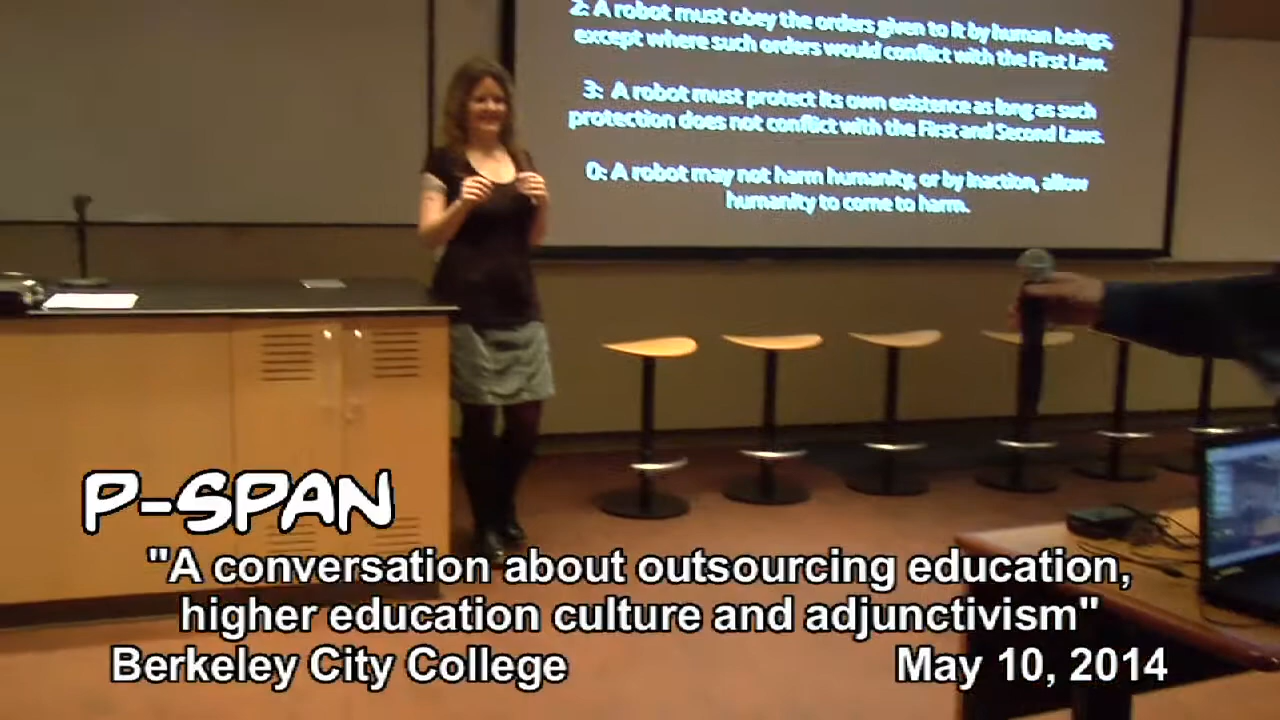 2: A robot must obey the orders given to it by human beings,
except where such orders would conflict with the First Law.
3: A robot must protect its own existence as long as such
protection does not conflict with the First and Second Laws.
0: A robot may not harm humanity, or by inaction, allow
humanity to come to harm.
P-SPAN
"A conversation about outsourcing education,
higher education culture and adjunctivism"
Berkeley City College May 10, 2014